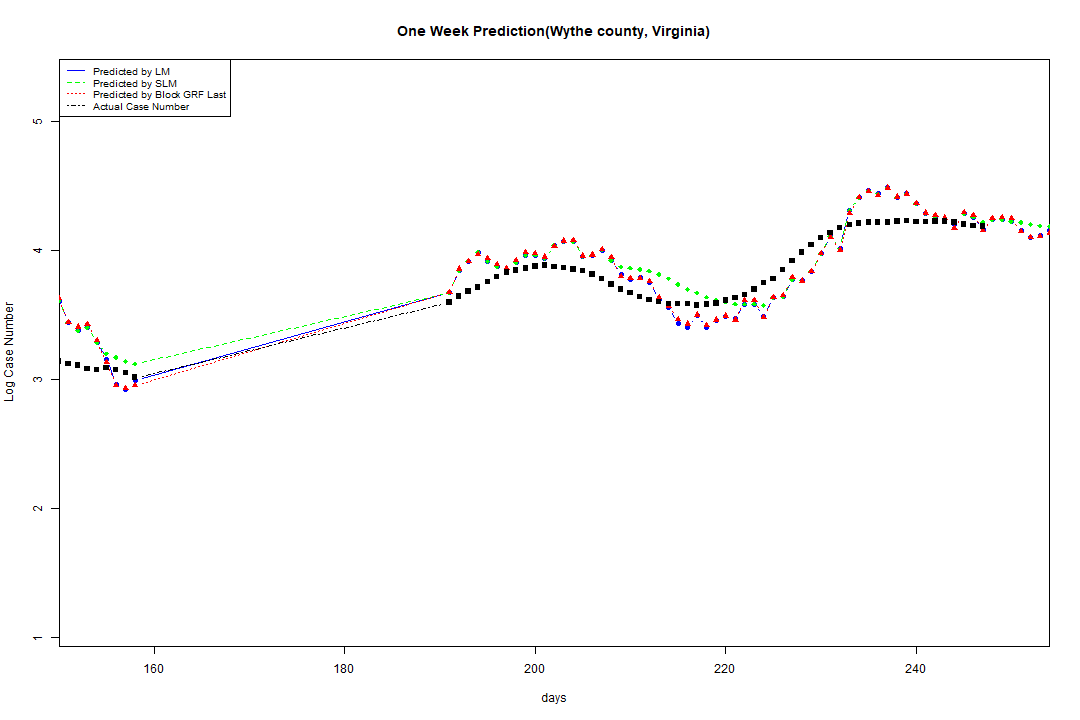 One Week Prediction(Wythe county, Virginia)
Predicted by LM
Predicted by SLM
Predicted by Block GRF Last
Actual Case Number
5
4
3
2
1
Log Case Number
160 180 200 220 240
days